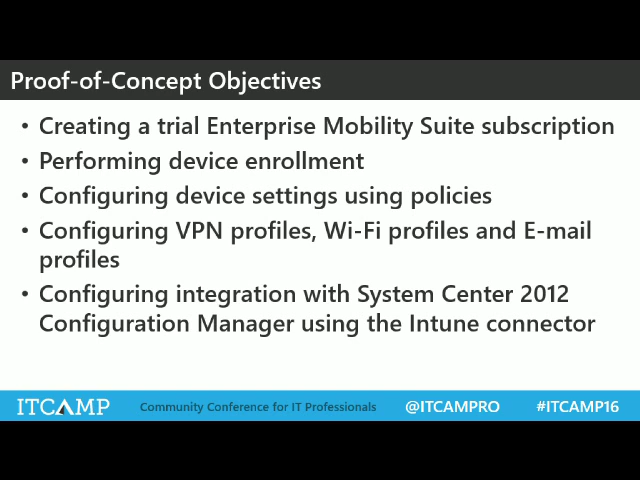 Proof-of-Concept Objectives
• Creating a trial Enterprise Mobility Suite subscription
• Performing device enrollment
• Configuring device settings using policies
• Configuring VPN profiles, Wi-Fi profiles and E-mail
profiles
• Configuring integration with System Center 2012
Configuration Manager using the Intune connector
ITCAMP Community Conference for IT Professionals @ITCAMPRO #ITCAMP16